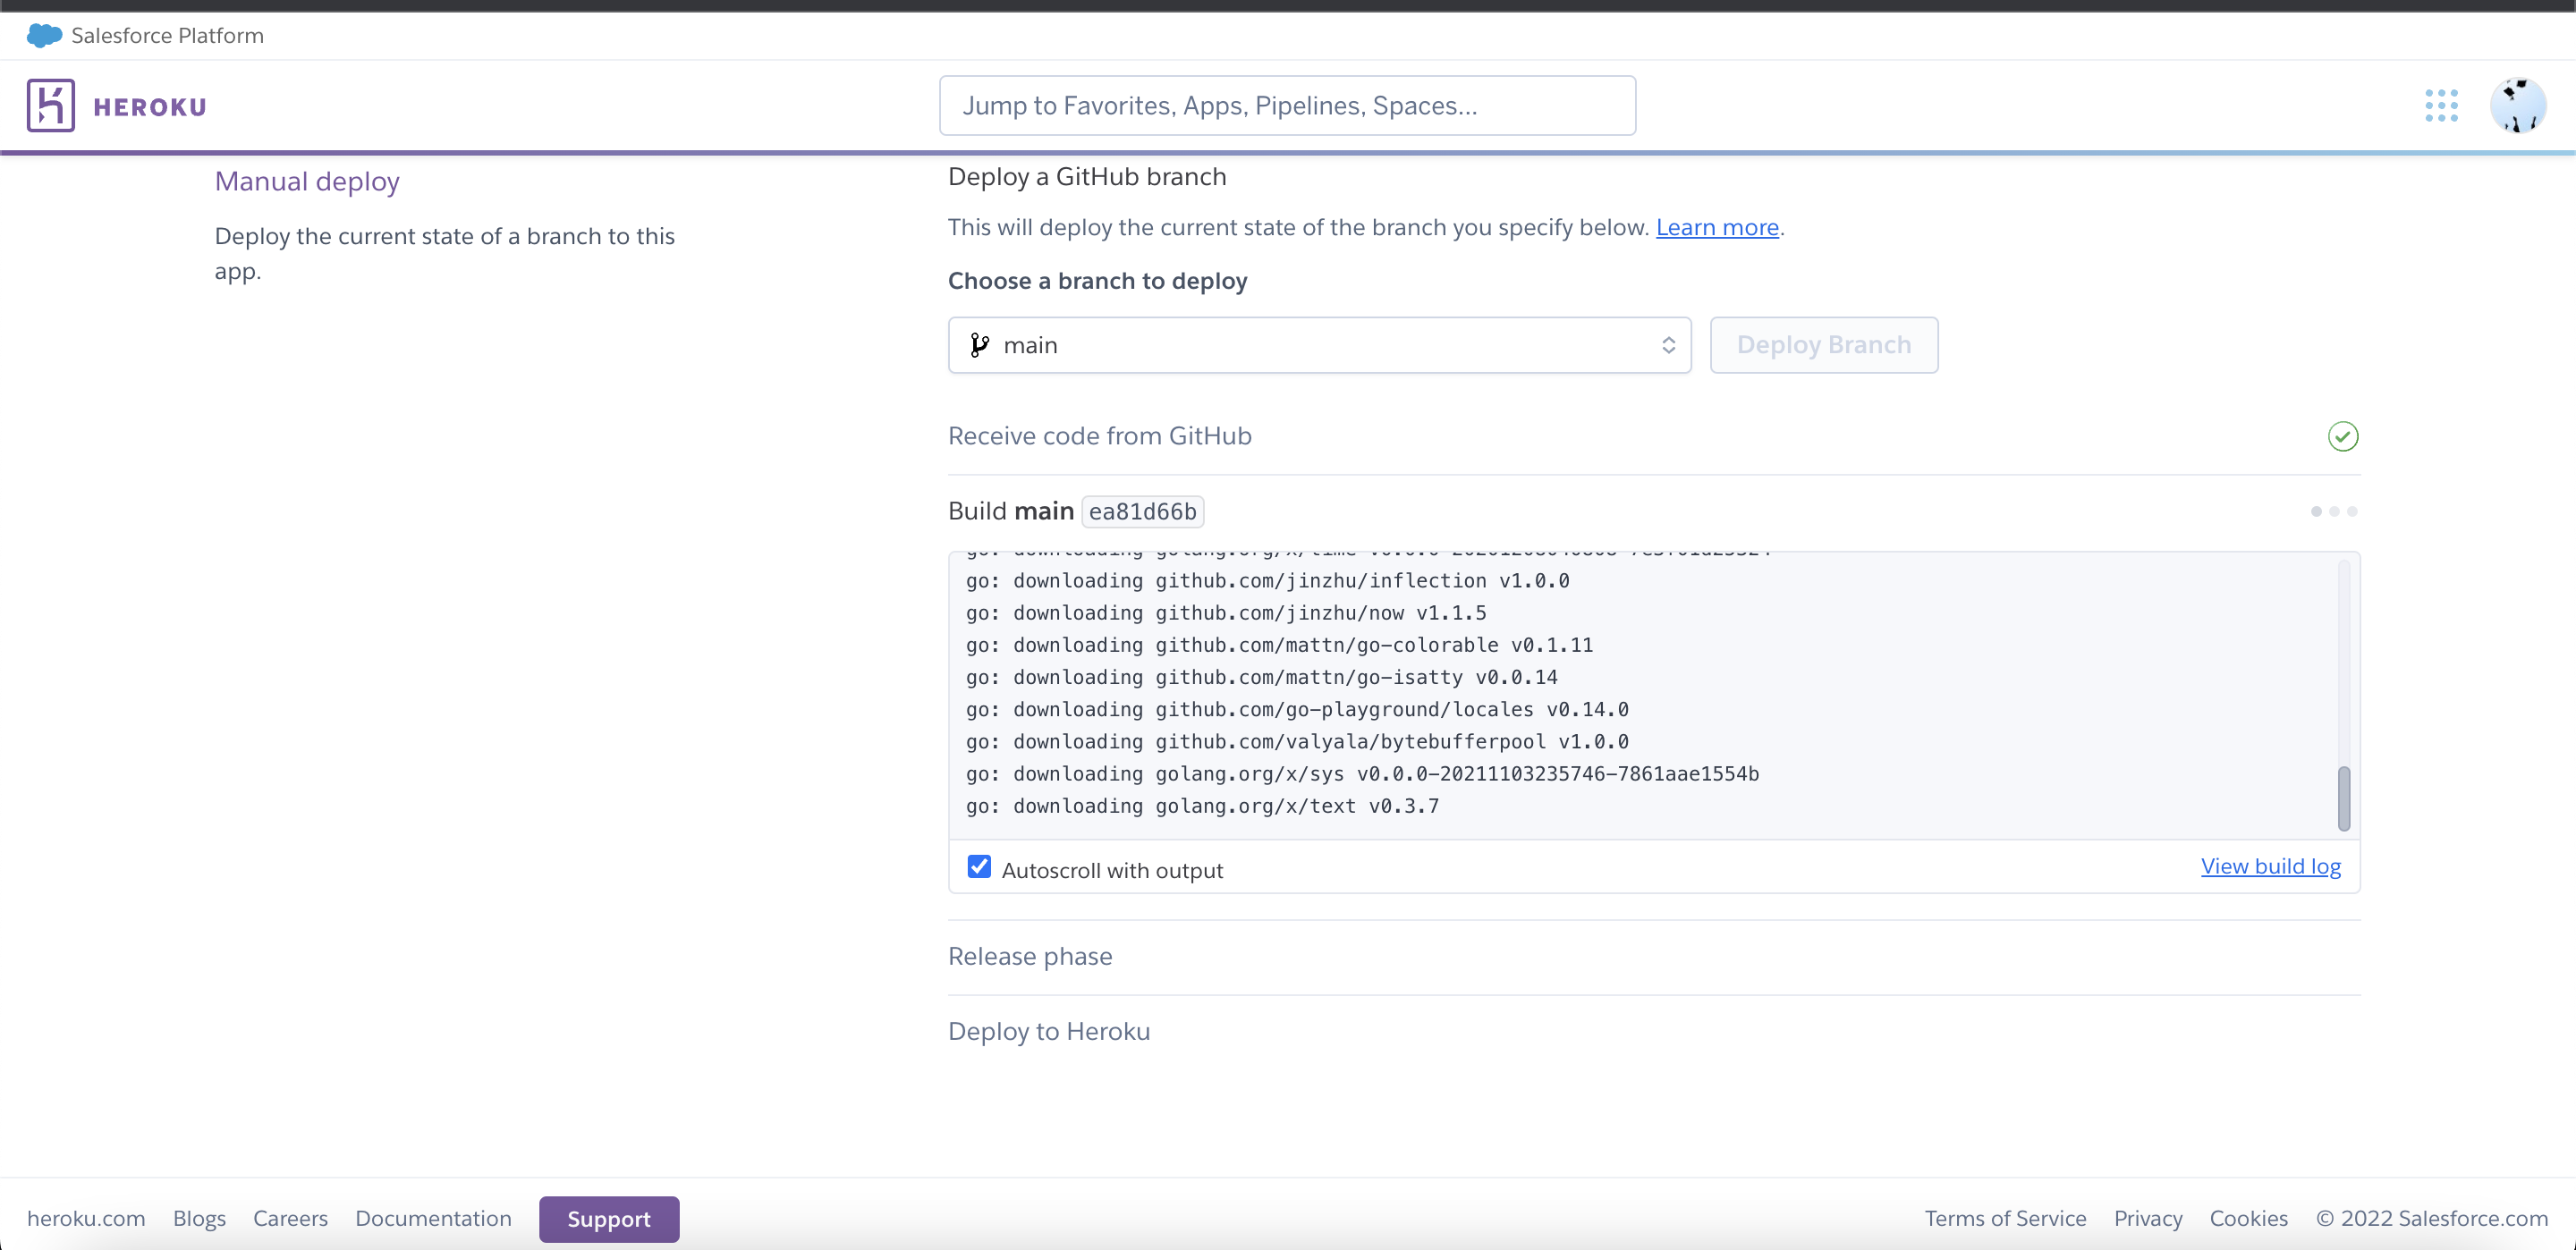 Salesforce Platform
HEROKU
Jump to Favorites, Apps, Pipelines, Spaces...
Manual deploy
Deploy the current state of a branch to this
app.
Deploy a GitHub branch
This will deploy the current state of the branch you specify below. Learn more.
Choose a branch to deploy
main
Deploy Branch
Receive code from GitHub
Build main ea81d66b
go: downloading golang.org/x/time
go: downloading github.com/jinzhu/inflection v1.0.0
go: downloading github.com/jinzhu/now v1.1.5
go: downloading github.com/mattn/go-colorable v0.1.11
go: downloading github.com/mattn/go-isatty v0.0.14
go: downloading github.com/go-playground/locales v0.14.0
go: downloading github.com/valyala/bytebufferpool v1.0.0
go: downloading golang.org/x/sys v0.0.0-20211103235746-7861aae1554b
go: downloading golang.org/x/text v0.3.7
Autoscroll with output
View build log
Release phase
Deploy to Heroku
heroku.com Blogs Careers Documentation Support
Terms of Service Privacy Cookies © 2022 Salesforce.com